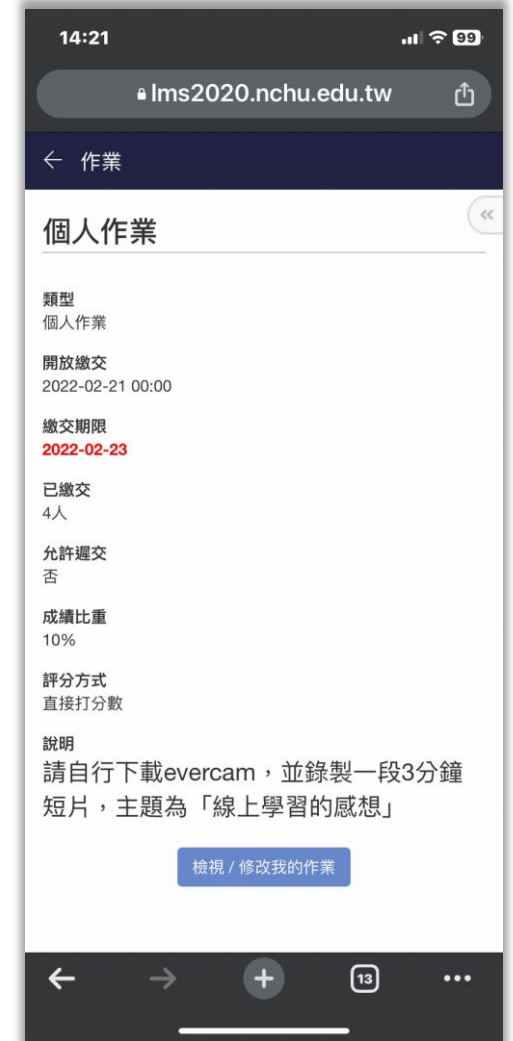 14:21
99
lms2020.nchu.edu.tw
← 作業
個人作業
類型
個人作業
開放繳交
2022-02-21 00:00
繳交期限
2022-02-23
已繳交
4人
允許遲交
否
成績比重
10%
評分方式
直接打分數
說明
請自行下載evercam，並錄製一段3分鐘
短片，主題為「線上學習的感想」
檢視 / 修改我的作業
13